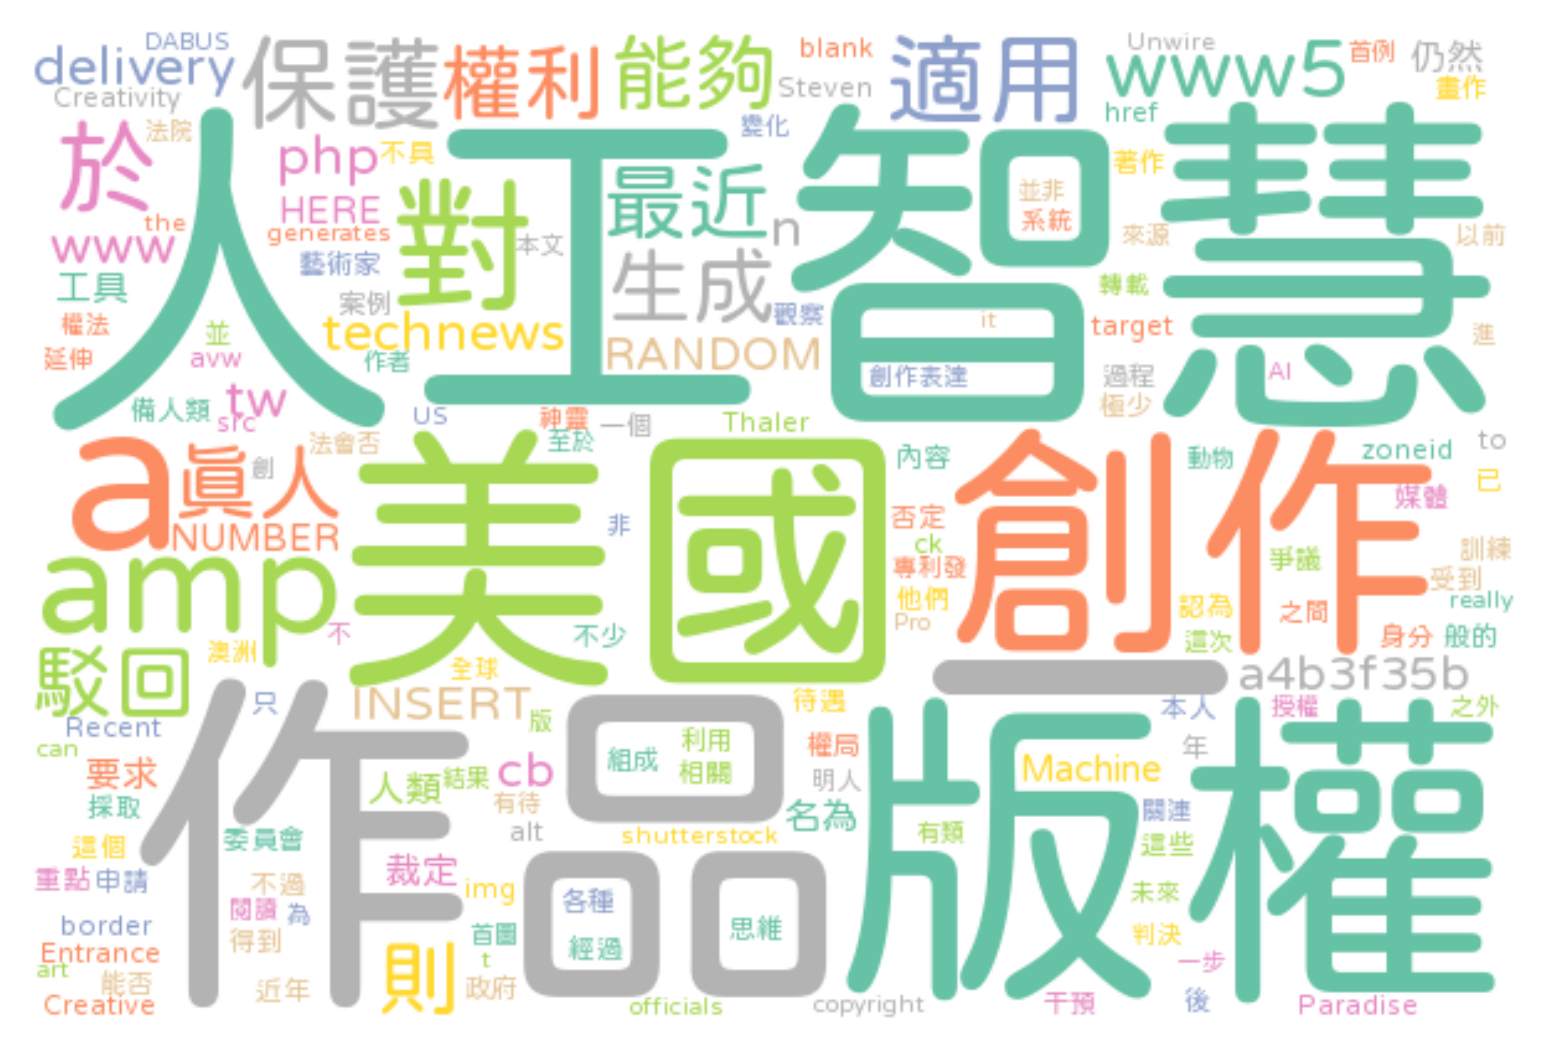 DABUS
delivery
Creativity
保護
權利
能夠
blank
Steven
適用
Unwire
www5
首例
仍然
畫作
href
於
法院
人工智慧
php
不具
變化
最近
n
著作
並非
系統
來源
以前
the
www
HERE
generates
藝術家
對
本文
生成
觀察
轉載
工具
案例
technews
it
target
權法
並
延伸
avw
作者
RANDOM
創作表達
過程
AI
進
備人類
tw
src
US
神靈
一個
極少
法會否
至於
Thaler
a
眞人
創
美國
內容
創作
動物
zoneid
to
已
媒體
NUMBER
非
否定
ck
專利發
爭議
訓練
受到
amp
他們
Pro
認為
之間
really
不
不少
這次
身分
般的
駁回
澳洲
全球
一
a4b3f35b
只
INSERT
版
待遇
本人
授權
之外
Recent
can
作品
組成
利用
相關
權局
版權
年
要求
人類
結果
cb
明人
Machine
採取
有待
名為
關連
這個
委員會
alt
shutterstock
有類
這些
重點
申請
不過
裁定
img
各種
思維
未來
閱讀
為
border
得到
首圖
經過
判決
Entrance
t
art
能否
近年
則
政府
一步
Creative
officials
copyright
干預
後
Paradise